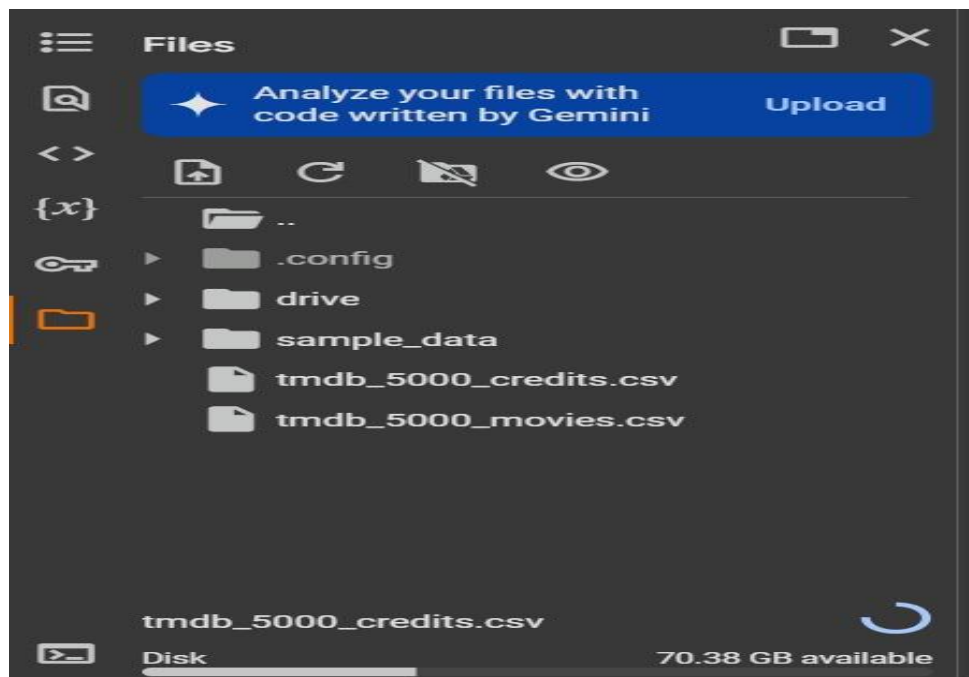 Files
Analyze your files with
code written by Gemini
Upload
{x}
..
.config
drive
sample_data
tmdb_5000_credits.csv
tmdb_5000_movies.csv
tmdb_5000_credits.csv
Disk
70.38 GB available